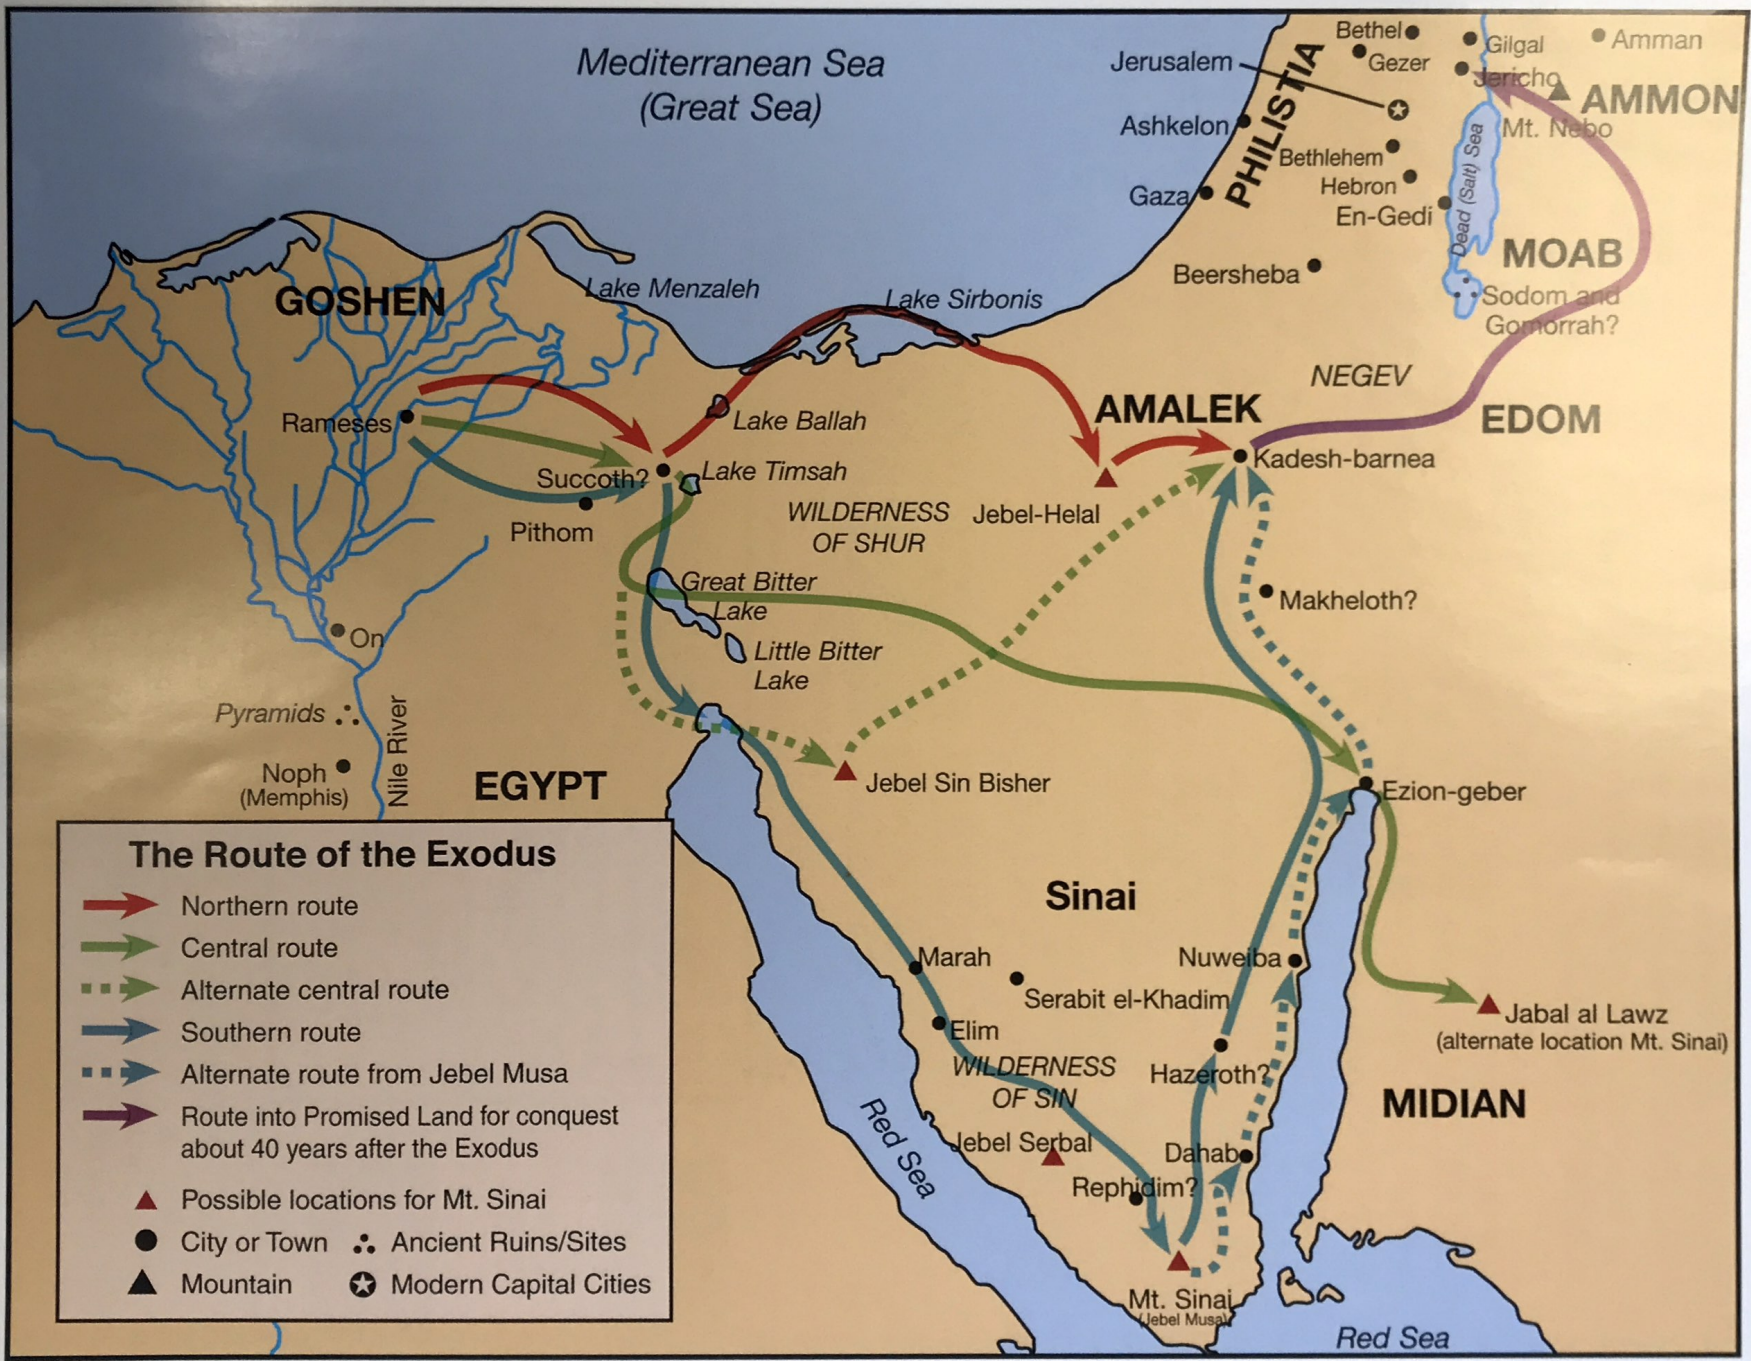 Mediterranean Sea
(Great Sea)
Bethel
Gilgal
Amman
Jerusalem
Gezer
Jericho
AMMON
PHILISTIA
Ashkelon
Mt. Nebo
Bethlehem
Hebron
Gaza
En-Gedi
Dead (Salt) Sea
MOAB
Beersheba
Sodom and
Gomorrah?
Lake Menzaleh
Lake Sirbonis
GOSHEN
NEGEV
AMALEK
EDOM
Rameses
Lake Ballah
Kadesh-barnea
Succoth?
Lake Timsah
WILDERNESS
OF SHUR
Jebel-Helal
Pithom
Great Bitter
Lake
Makheloth?
On
Little Bitter
Lake
Pyramids
Nile River
Noph
(Memphis)
EGYPT
Jebel Sin Bisher
Ezion-geber
Sinai
Marah
Nuweiba
Serabit el-Khadim
Jabal al Lawz
(alternate location Mt. Sinai)
Elim
WILDERNESS
OF SIN
Hazeroth?
MIDIAN
Red Sea
Jebel Serbal
Dahab
Rephidim?
Mt. Sinai
(Jebel Musa)
Red Sea
The Route of the Exodus
Northern route
Central route
Alternate central route
Southern route
Alternate route from Jebel Musa
Route into Promised Land for conquest
about 40 years after the Exodus
Possible locations for Mt. Sinai
City or Town
Ancient Ruins/Sites
Mountain
Modern Capital Cities